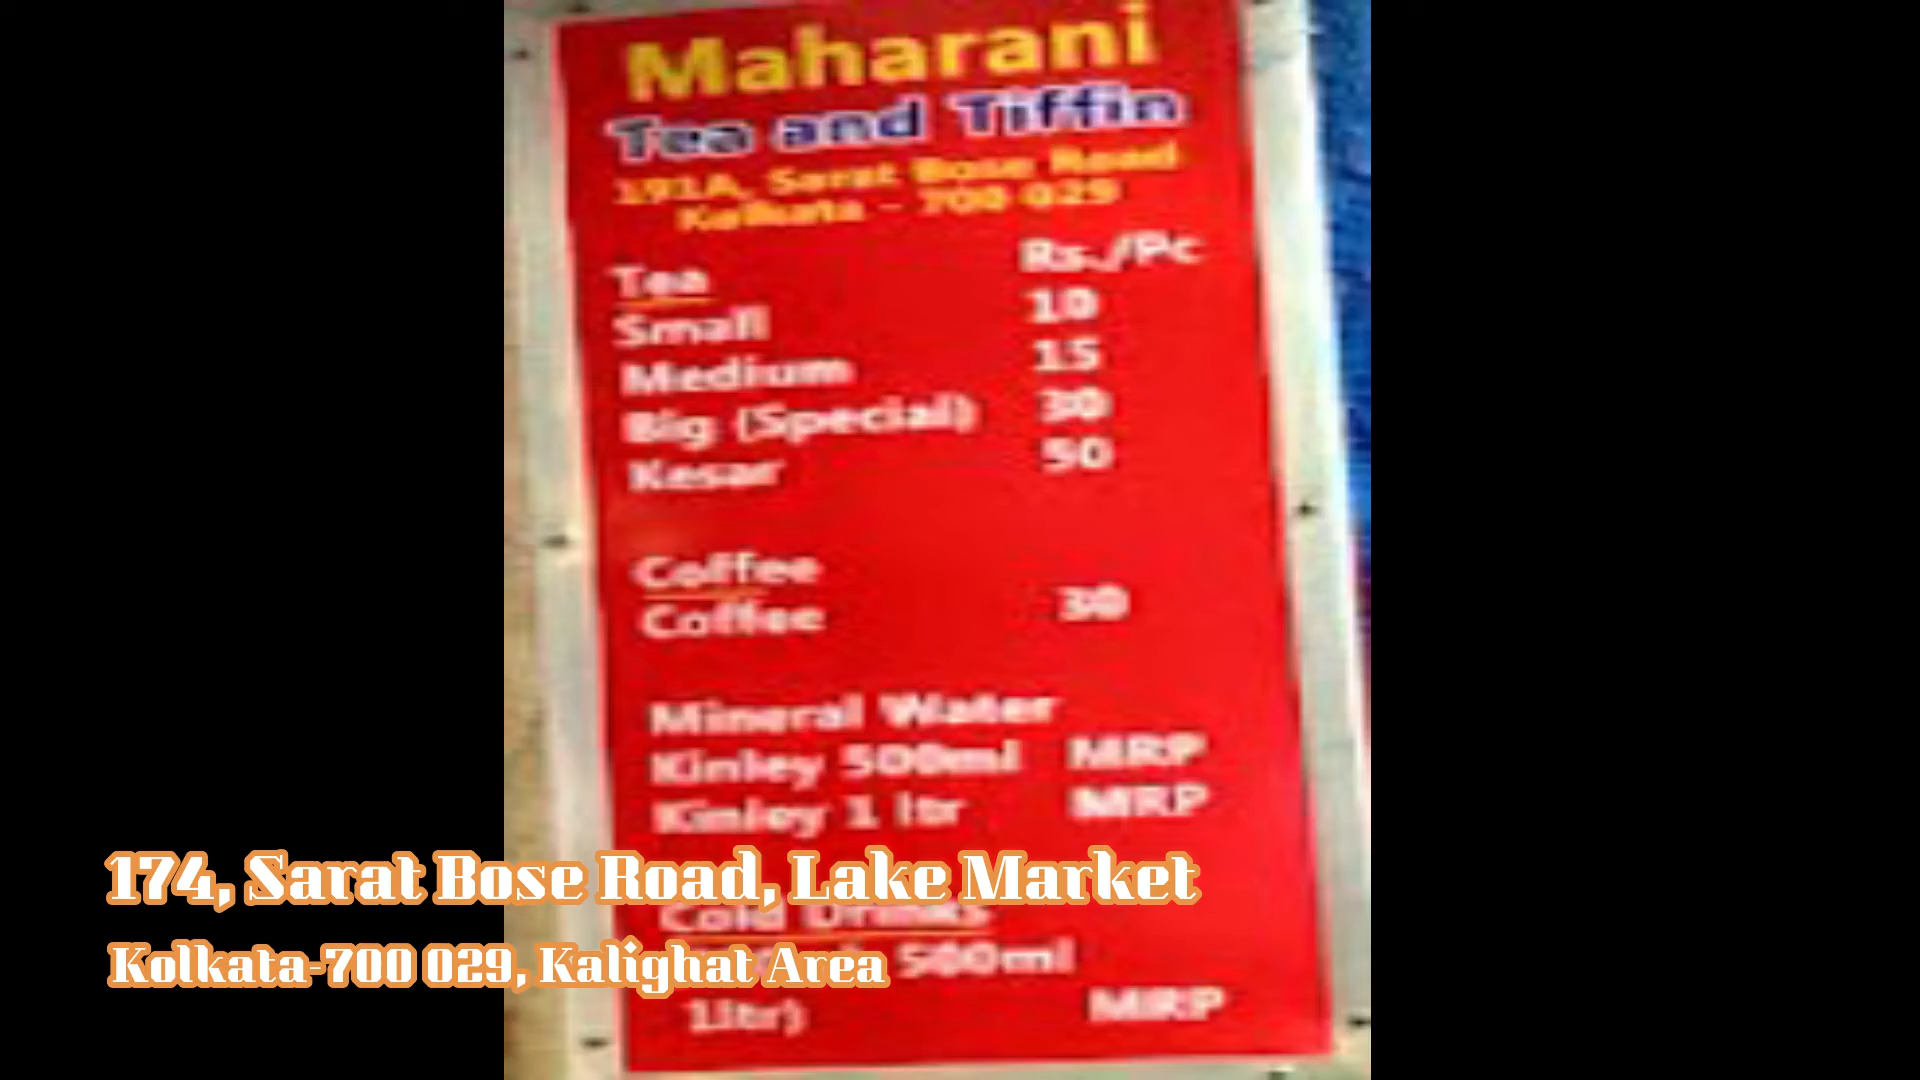 Maharani
Tea and Tiffin
191A, Sarat Bose Road
Kolkata - 700 029
Rs./Pc
Tea
Small 10
Medium 15
Big (Special) 30
Kesar 50
Coffee
Coffee 30
Mineral Water
Kinley 500ml MRP
Kinley 1 ltr MRP
174, Sarat Bose Road, Lake Market
Cold Drinks
Kolkata-700 029, Kalighat Area
500ml
1ltr) MRP